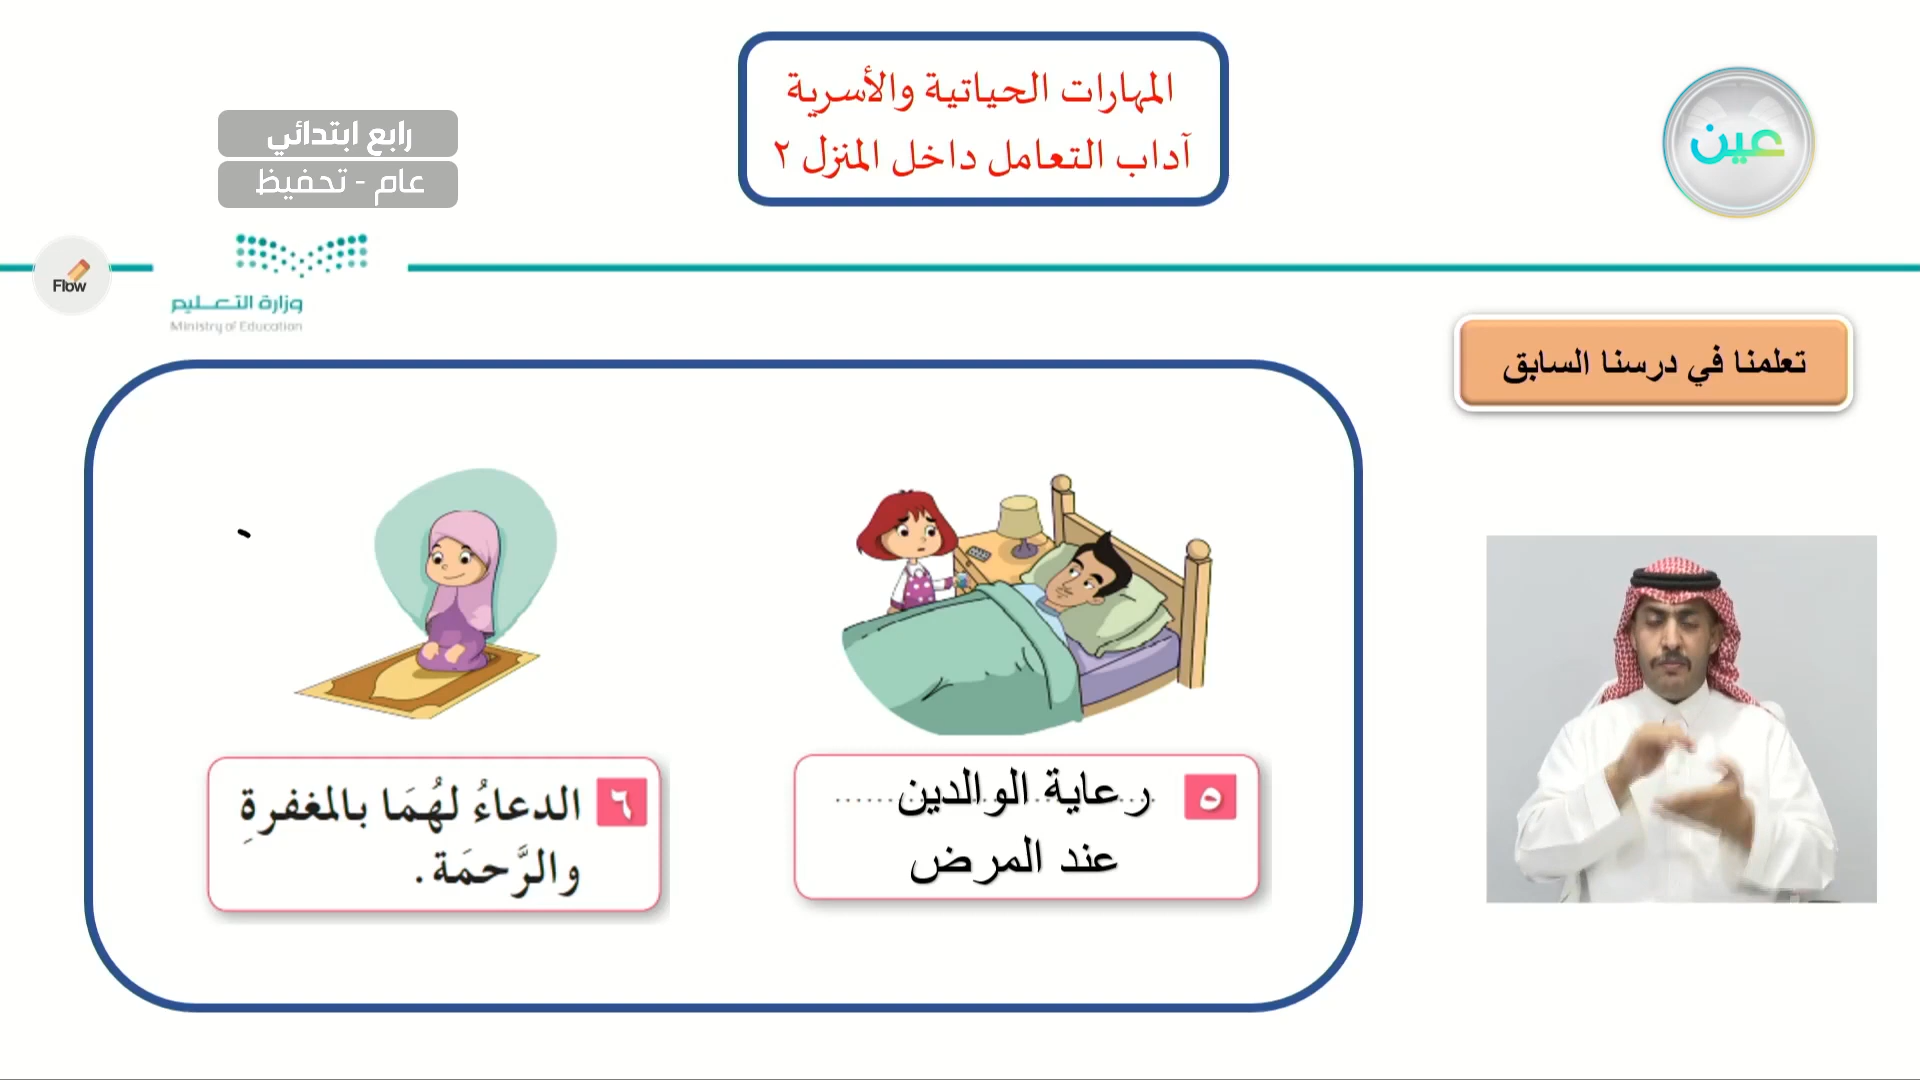 المهارات الحياتية والأسرية
آداب التعامل داخل المنزل ٢
عين
رابع ابتدائي
عام - تحفيظ
Flow
وزارة التعليم
Ministry of Education
تعلمنا في درسنا السابق
٥ رعاية الوالدين
عند المرض
٦ الدعاءُ لهُمَا بالمغفرةِ
والرَّحمَة.